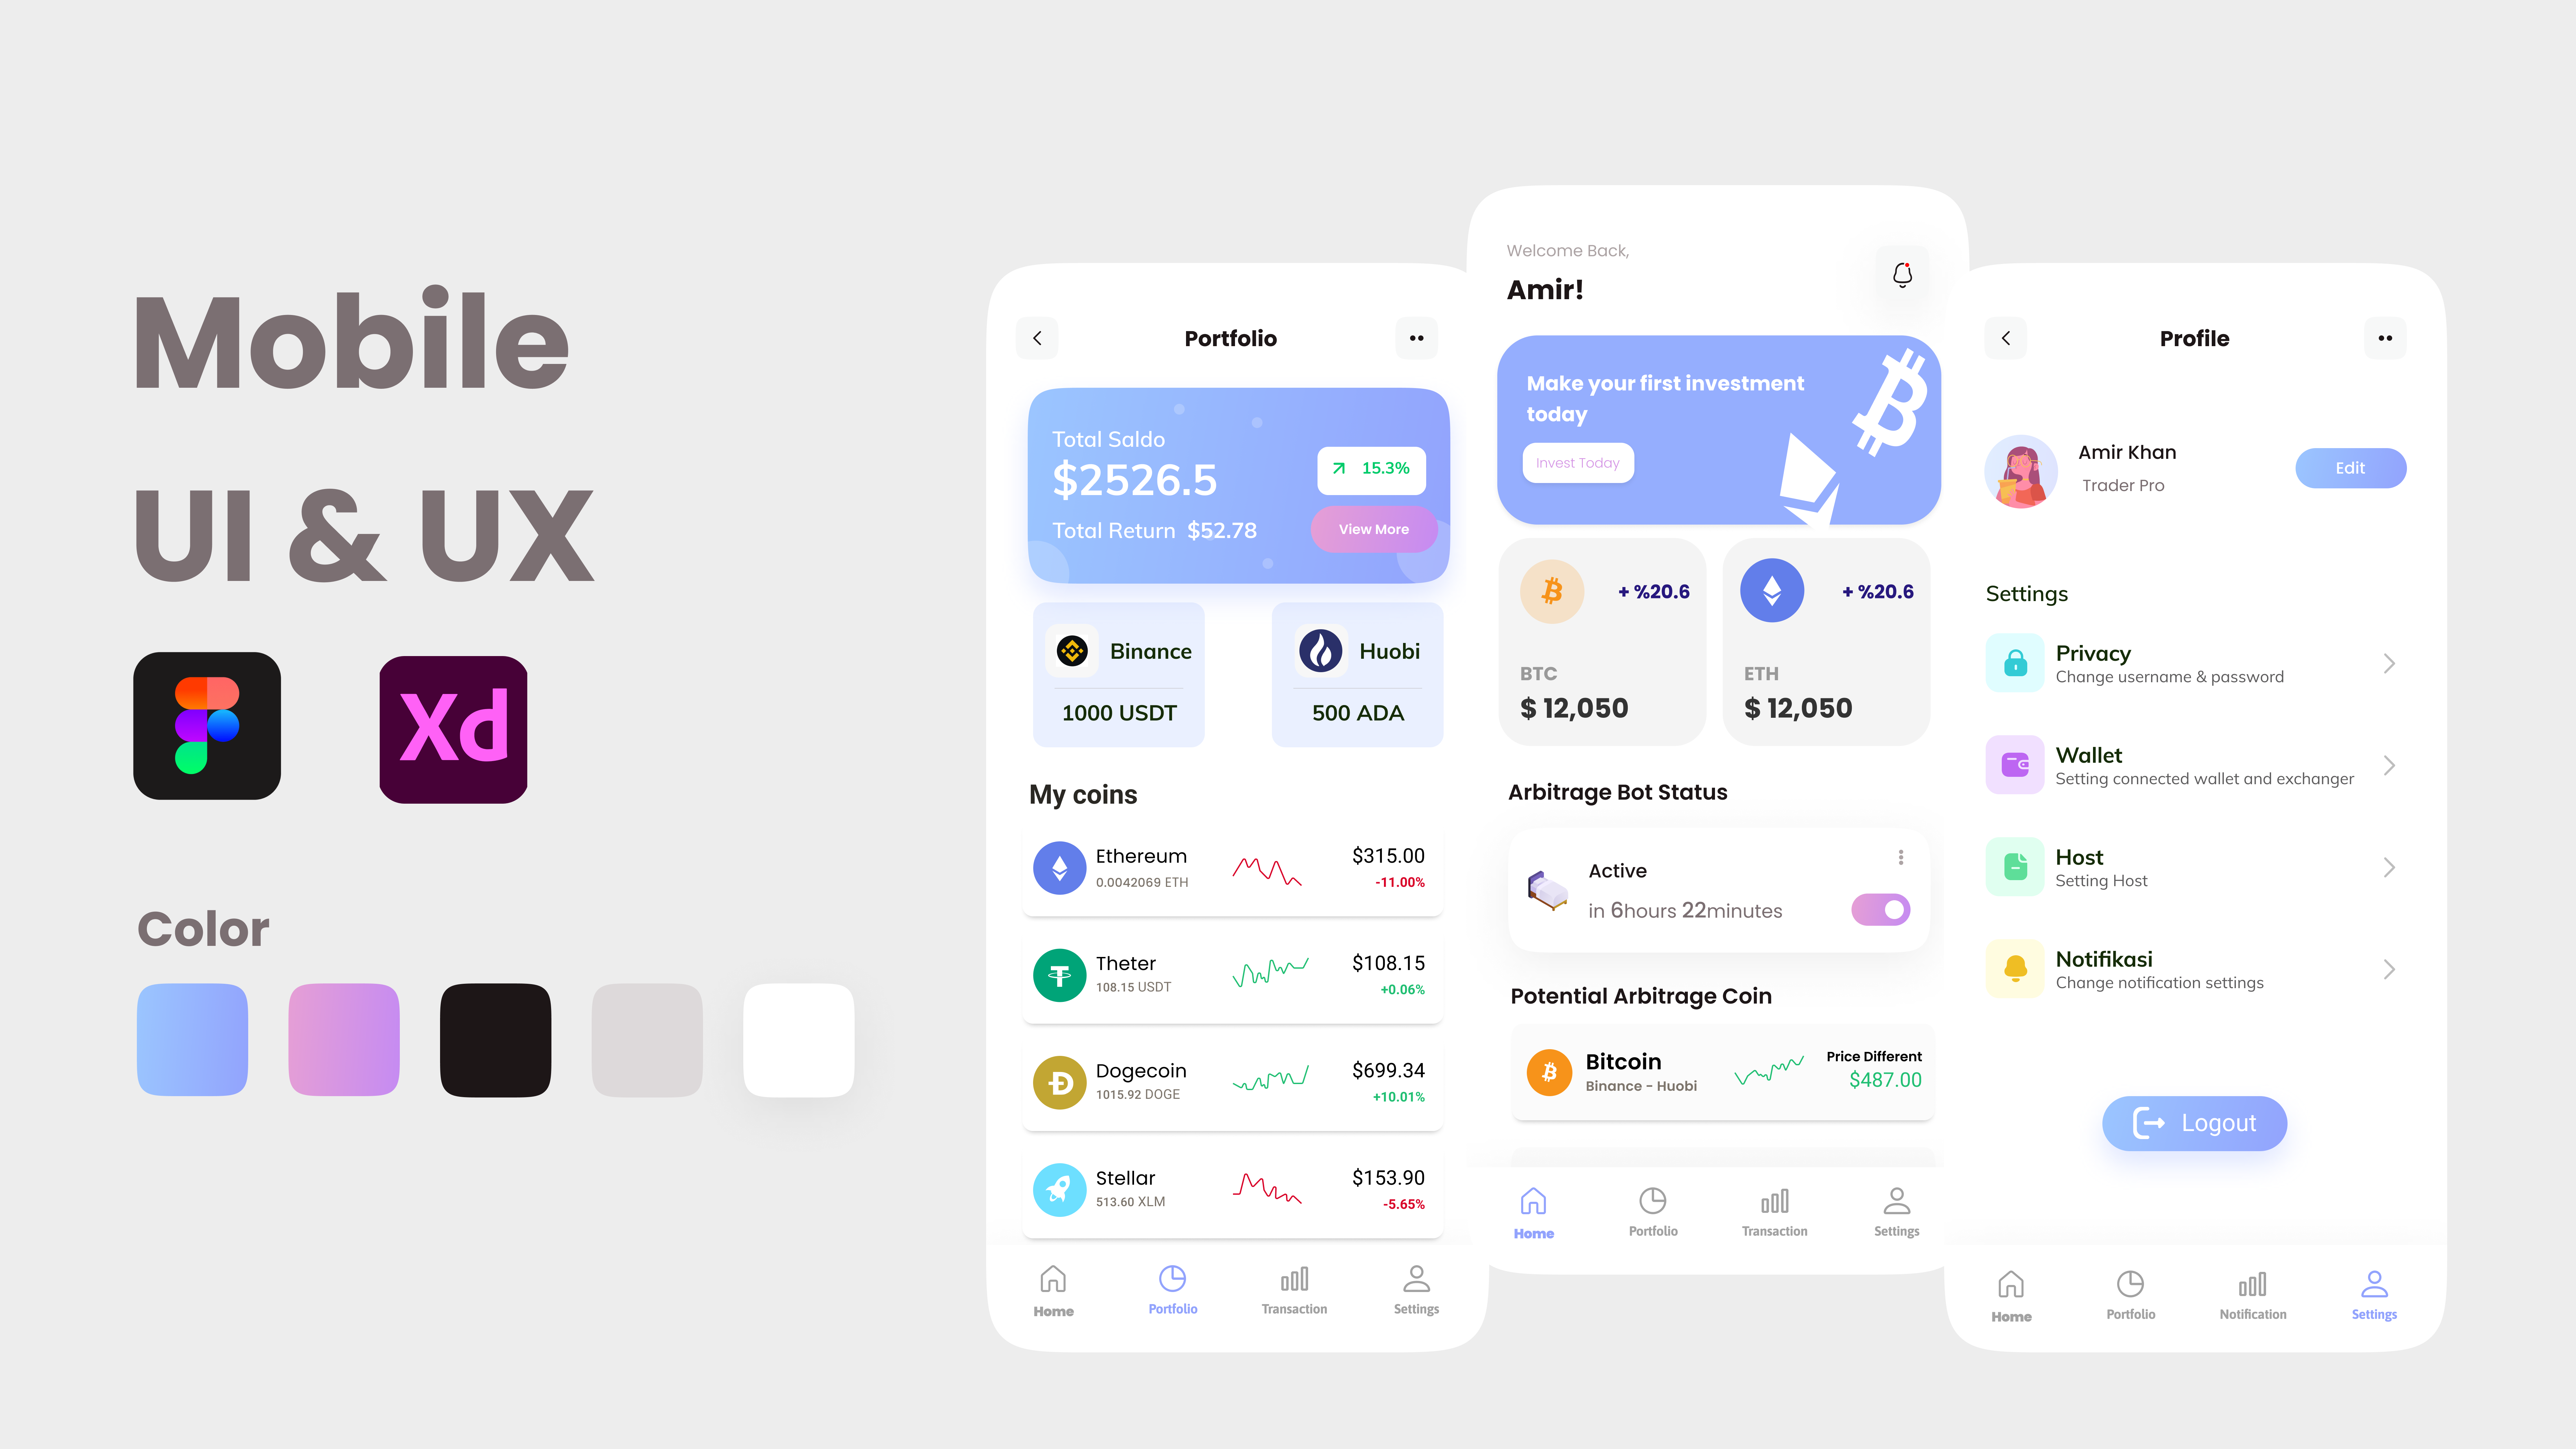 Mobile
UI & UX
Xd
Color
Portfolio
Total Saldo
$2526.5
15.3%
Total Return $52.78
View More
Binance
1000 USDT
Huobi
500 ADA
My coins
Ethereum
0.0042069 ETH
$315.00
-11.00%
Theter
108.15 USDT
$108.15
+0.06%
Dogecoin
1015.92 DOGE
$699.34
+10.01%
Stellar
513.60 XLM
$153.90
-5.65%
Home
Portfolio
Transaction
Settings
Welcome Back,
Amir!
Make your first investment
today
Invest Today
+ %20.6
BTC
$ 12,050
+ %20.6
ETH
$ 12,050
Arbitrage Bot Status
Active
in 6hours 22minutes
Potential Arbitrage Coin
Bitcoin
Binance - Huobi
Price Different
$487.00
Home
Portfolio
Transaction
Settings
Profile
Amir Khan
Trader Pro
Edit
Settings
Privacy
Change username & password
Wallet
Setting connected wallet and exchanger
Host
Setting Host
Notifikasi
Change notification settings
Logout
Home
Portfolio
Notification
Settings